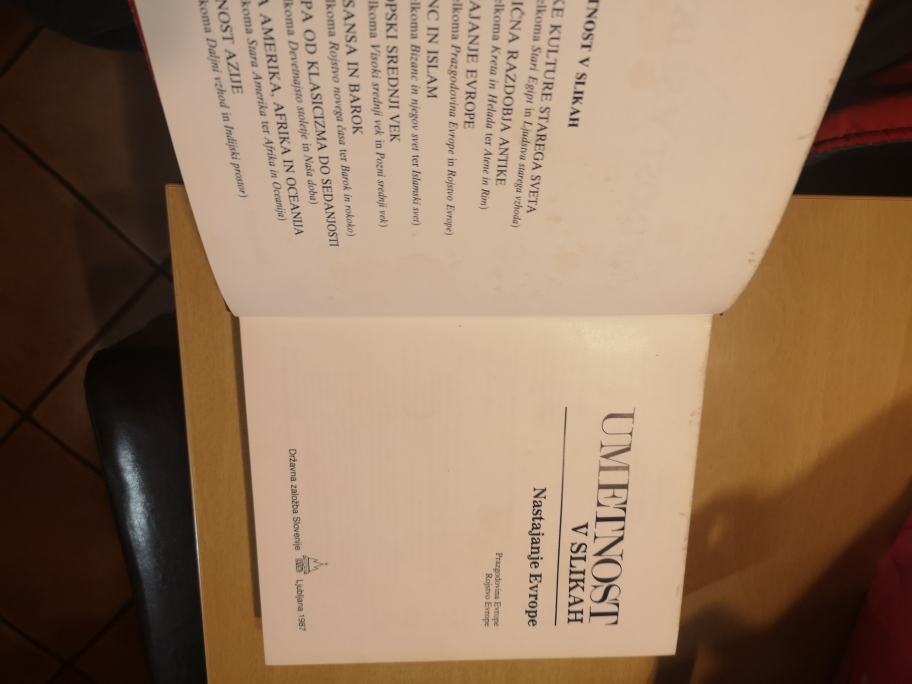 TNOST V SLIKAH
KE KULTURE STAREGA SVETA
Stari Egipt in Ljudstva starega vzhoda)
IČNA RAZDOBJA ANTIKE
elkoma Kreta in Helada ter Atene in Rim)
AJANJE EVROPE
elkoma Prazgodovina Evrope in Rojstvo Evrope)
NC IN ISLAM
elkoma Bizanc in njegov svet ter Islamski svet)
OPSKI SREDNJI VEK
elkoma Visoki srednji vek in Pozni srednji vek)
SANSA IN BAROK
lkoma Rojstvo novega časa ter Barok in rokoko)
PA OD KLASICIZMA DO SEDANJOSTI
lkoma Devetnajsto stoletje in Naša doba)
A AMERIKA, AFRIKA IN OCEANIJA
koma Stara Amerika ter Afrika in Oceanija)
NOST AZIJE
koma Daljni vzhod in Indijski prostor)
UMETNOST
V SLIKAH
Nastajanje Evrope
Prazgodovina Evrope
Rojstvo Evrope
Državna založba Slovenije Ljubljana 1987